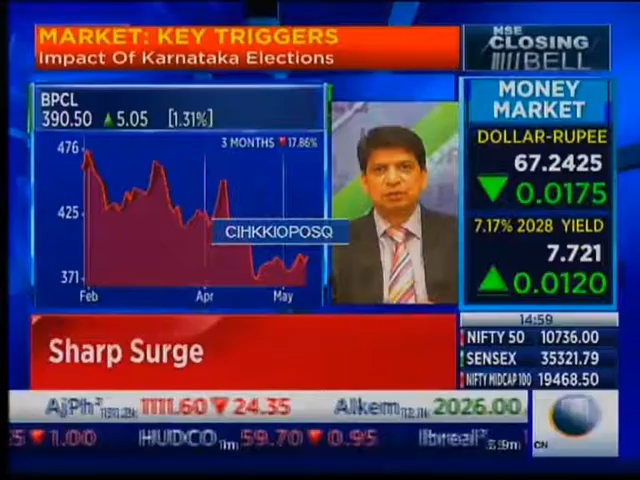 MARKET: KEY TRIGGERS
Impact Of Karnataka Elections
NSE
CLOSING
BELL
BPCL
390.50 ▲ 5.05 [1.31%]
3 MONTHS ▼17.86%
476
425
371
Feb Apr May
CIHKKIOPOSQ
MONEY
MARKET
DOLLAR-RUPEE
67.2425
▼ 0.0175
7.17% 2028 YIELD
7.721
▲ 0.0120
14:59
NIFTY 50 10736.00
SENSEX 35321.79
NIFTY MIDCAP 100 19468.50
Sharp Surge
1111.60 ▼ 24.35 Alkem 2026.00
5 ▼ 1.00 HUDCO 1m 59.70 ▼ 0.95
CN